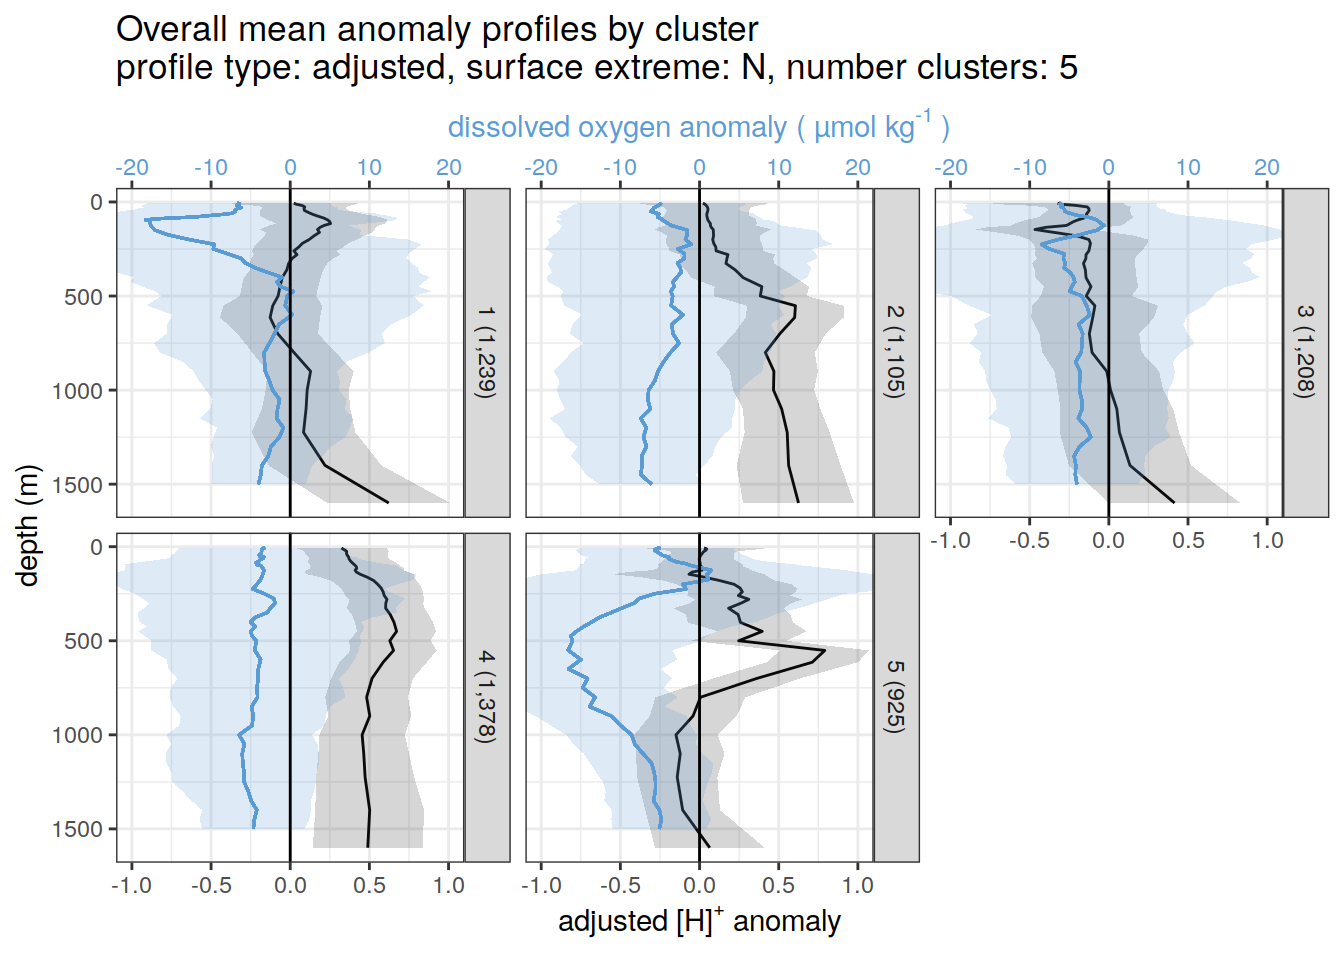 Overall mean anomaly profiles by cluster
profile type: adjusted, surface extreme: N, number clusters: 5
dissolved oxygen anomaly ( µmol kg-1 )
-20 -10 0 10 20 -20 -10 0 10 20 -20 -10 0 10 20
0
500
1000
1500
1 (1,239)
2 (1,105)
3 (1,208)
-1.0 -0.5 0.0 0.5 1.0
depth (m)
0
500
1000
1500
4 (1,378)
5 (925)
-1.0 -0.5 0.0 0.5 1.0 -1.0 -0.5 0.0 0.5 1.0
adjusted [H]+ anomaly